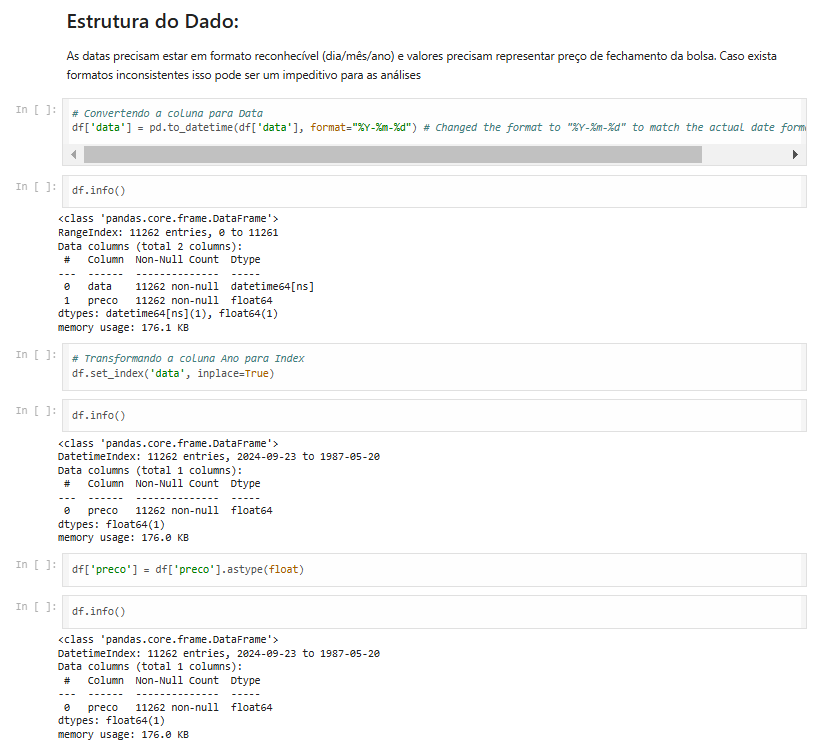 Estrutura do Dado:
As datas precisam estar em formato reconhecível (dia/mês/ano) e valores precisam representar preço de fechamento da bolsa. Caso exista
formatos inconsistentes isso pode ser um impeditivo para as análises
In [ ]:
# Convertendo a coluna para Data
df['data'] = pd.to_datetime(df['data'], format="%Y-%m-%d") # Changed the format to "%Y-%m-%d" to match the actual date form
In [ ]:
df.info()
<class 'pandas.core.frame.DataFrame'>
RangeIndex: 11262 entries, 0 to 11261
Data columns (total 2 columns):
 #   Column  Non-Null Count  Dtype
---  ------  --------------  -----
 0   data    11262 non-null  datetime64[ns]
 1   preco   11262 non-null  float64
dtypes: datetime64[ns](1), float64(1)
memory usage: 176.1 KB
In [ ]:
# Transformando a coluna Ano para Index
df.set_index('data', inplace=True)
In [ ]:
df.info()
<class 'pandas.core.frame.DataFrame'>
DatetimeIndex: 11262 entries, 2024-09-23 to 1987-05-20
Data columns (total 1 columns):
 #   Column  Non-Null Count  Dtype
---  ------  --------------  -----
 0   preco   11262 non-null  float64
dtypes: float64(1)
memory usage: 176.0 KB
In [ ]:
df['preco'] = df['preco'].astype(float)
In [ ]:
df.info()
<class 'pandas.core.frame.DataFrame'>
DatetimeIndex: 11262 entries, 2024-09-23 to 1987-05-20
Data columns (total 1 columns):
 #   Column  Non-Null Count  Dtype
---  ------  --------------  -----
 0   preco   11262 non-null  float64
dtypes: float64(1)
memory usage: 176.0 KB